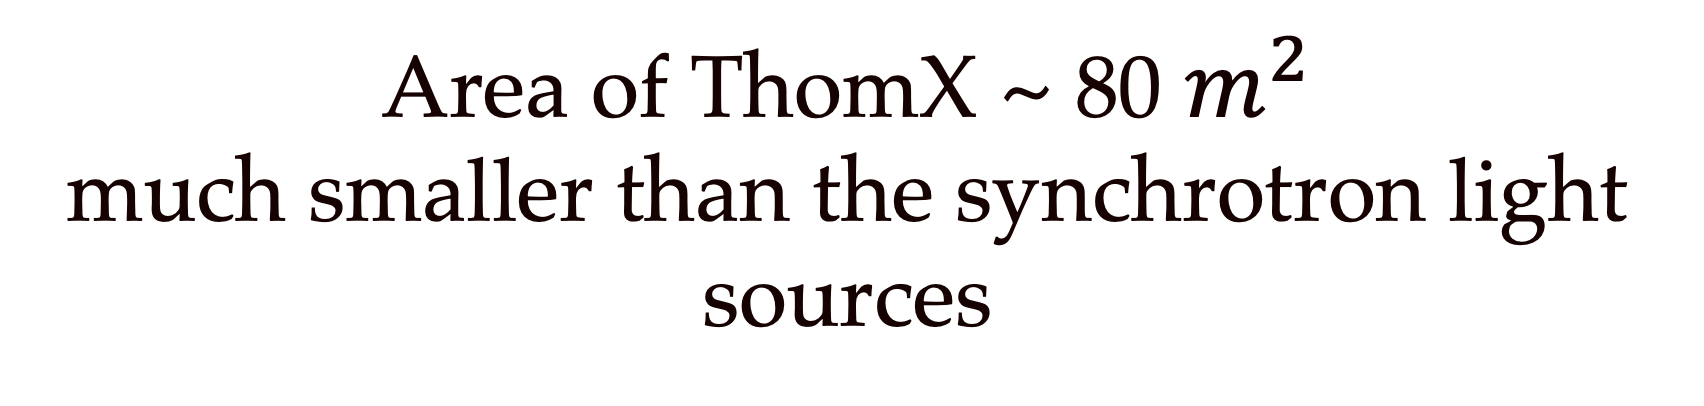 Area of ThomX ~ 80 m²
much smaller than the synchrotron light
sources